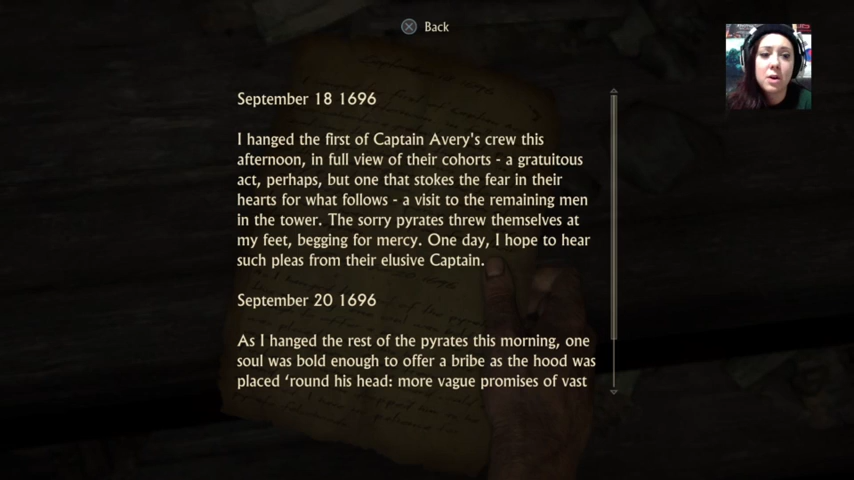 Back
September 18 1696
I hanged the first of Captain Avery's crew this
afternoon, in full view of their cohorts - a gratuitous
act, perhaps, but one that stokes the fear in their
hearts for what follows - a visit to the remaining men
in the tower. The sorry pyrates threw themselves at
my feet, begging for mercy. One day, I hope to hear
such pleas from their elusive Captain.
September 20 1696
As I hanged the rest of the pyrates this morning, one
soul was bold enough to offer a bribe as the hood was
placed ‘round his head: more vague promises of vast